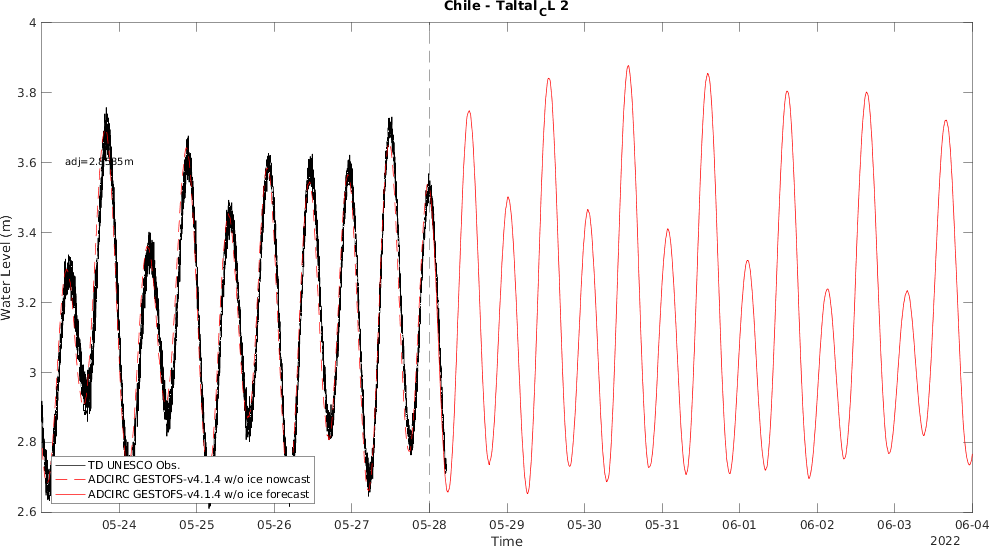 Chile - Taltal_CL 2
4
3.8
3.6
3.4
3.2
3
2.8
2.6
Water Level (m)
adj=2.8585m
TD UNESCO Obs.
ADCIRC GESTOFS-v4.1.4 w/o ice nowcast
ADCIRC GESTOFS-v4.1.4 w/o ice forecast
05-24 05-25 05-26 05-27 05-28 05-29 05-30 05-31 06-01 06-02 06-03 06-04
Time
2022